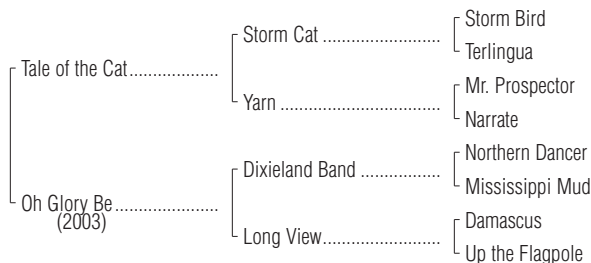 Storm Bird
Storm Cat ........................................
Terlingua
Tale of the Cat..................
Mr. Prospector
Yarn ........................................
Narrate
Northern Dancer
Dixieland Band ....................
Mississippi Mud
Oh Glory Be.......................
(2003)
Damascus
Long View.............................
Up the Flagpole